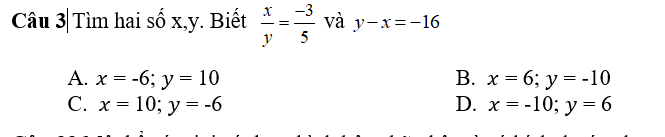 Câu 3 Tìm hai số x,y. Biết x/y = -3/5 và y - x = -16
A. x = -6; y = 10 B. x = 6; y = -10
C. x = 10; y = -6 D. x = -10; y = 6